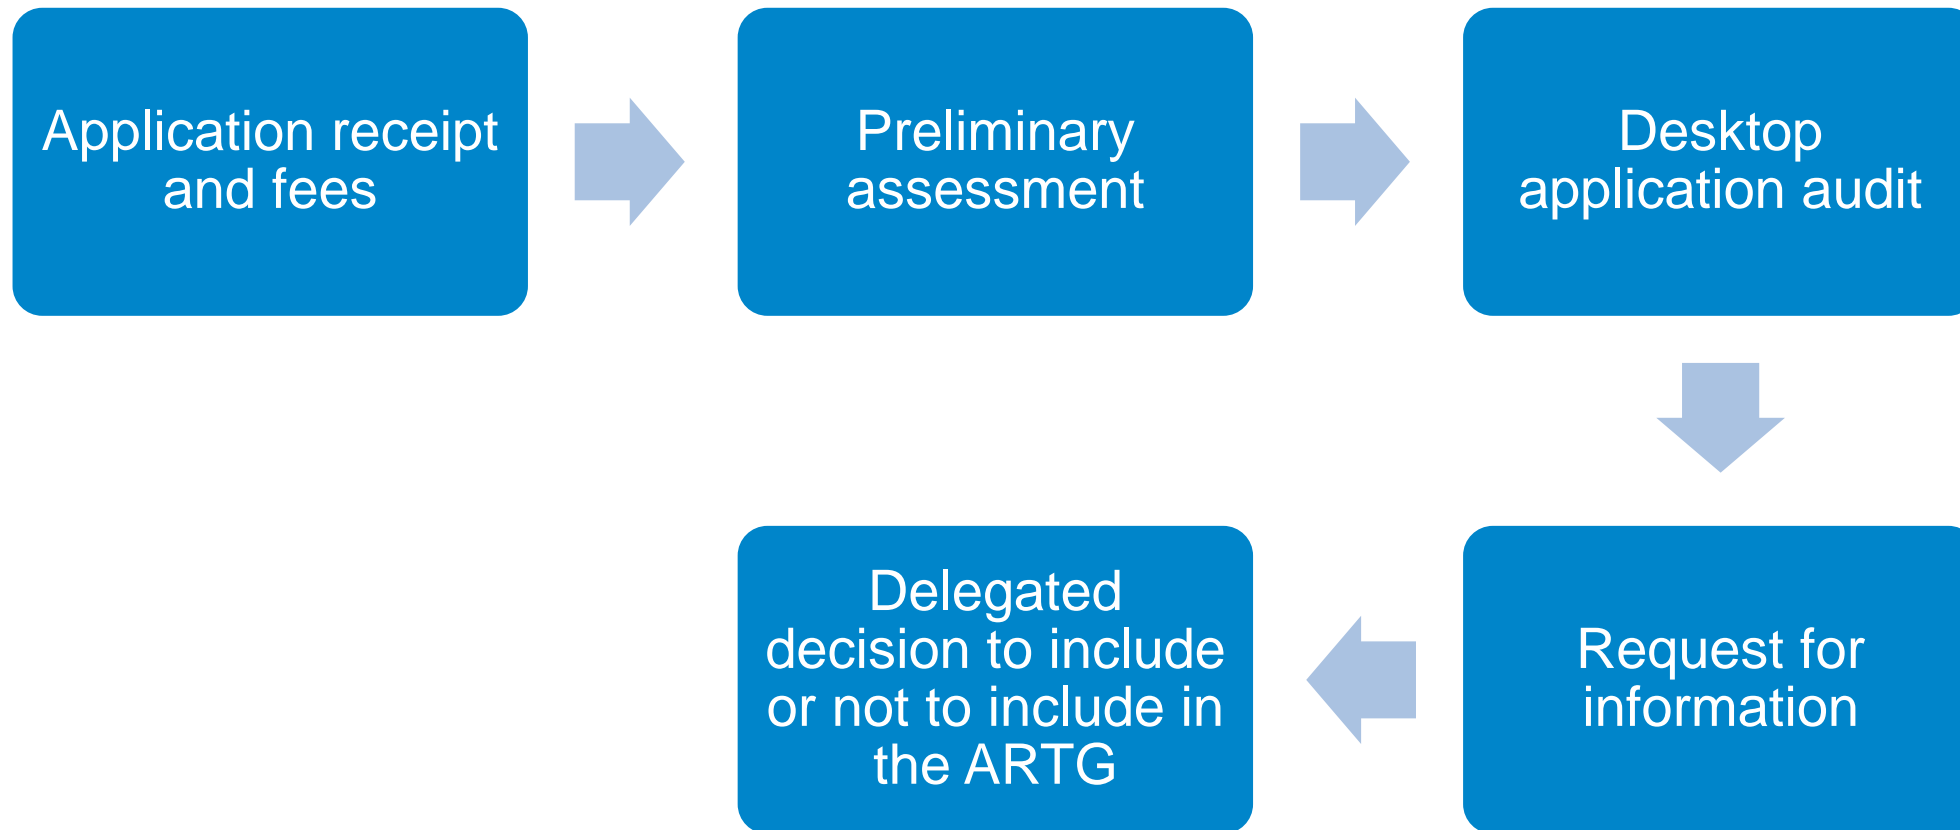 Application receipt
and fees
Preliminary
assessment
Desktop
application audit
Request for
information
Delegated
decision to include
or not to include in
the ARTG